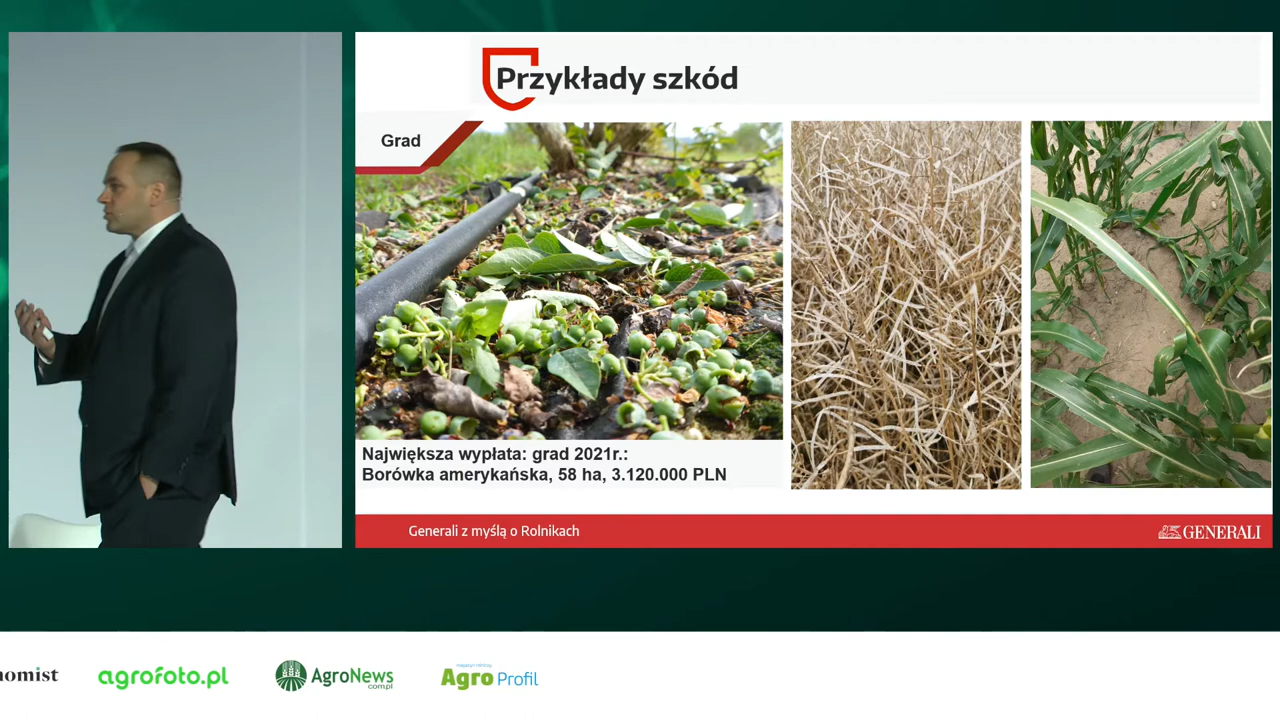 Przykłady szkód
Grad
Największa wypłata: grad 2021r.:
Borówka amerykańska, 58 ha, 3.120.000 PLN
Generali z myślą o Rolnikach
GENERALI
nomist
agrofoto.pl
AgroNews
com.pl
Agro Profil